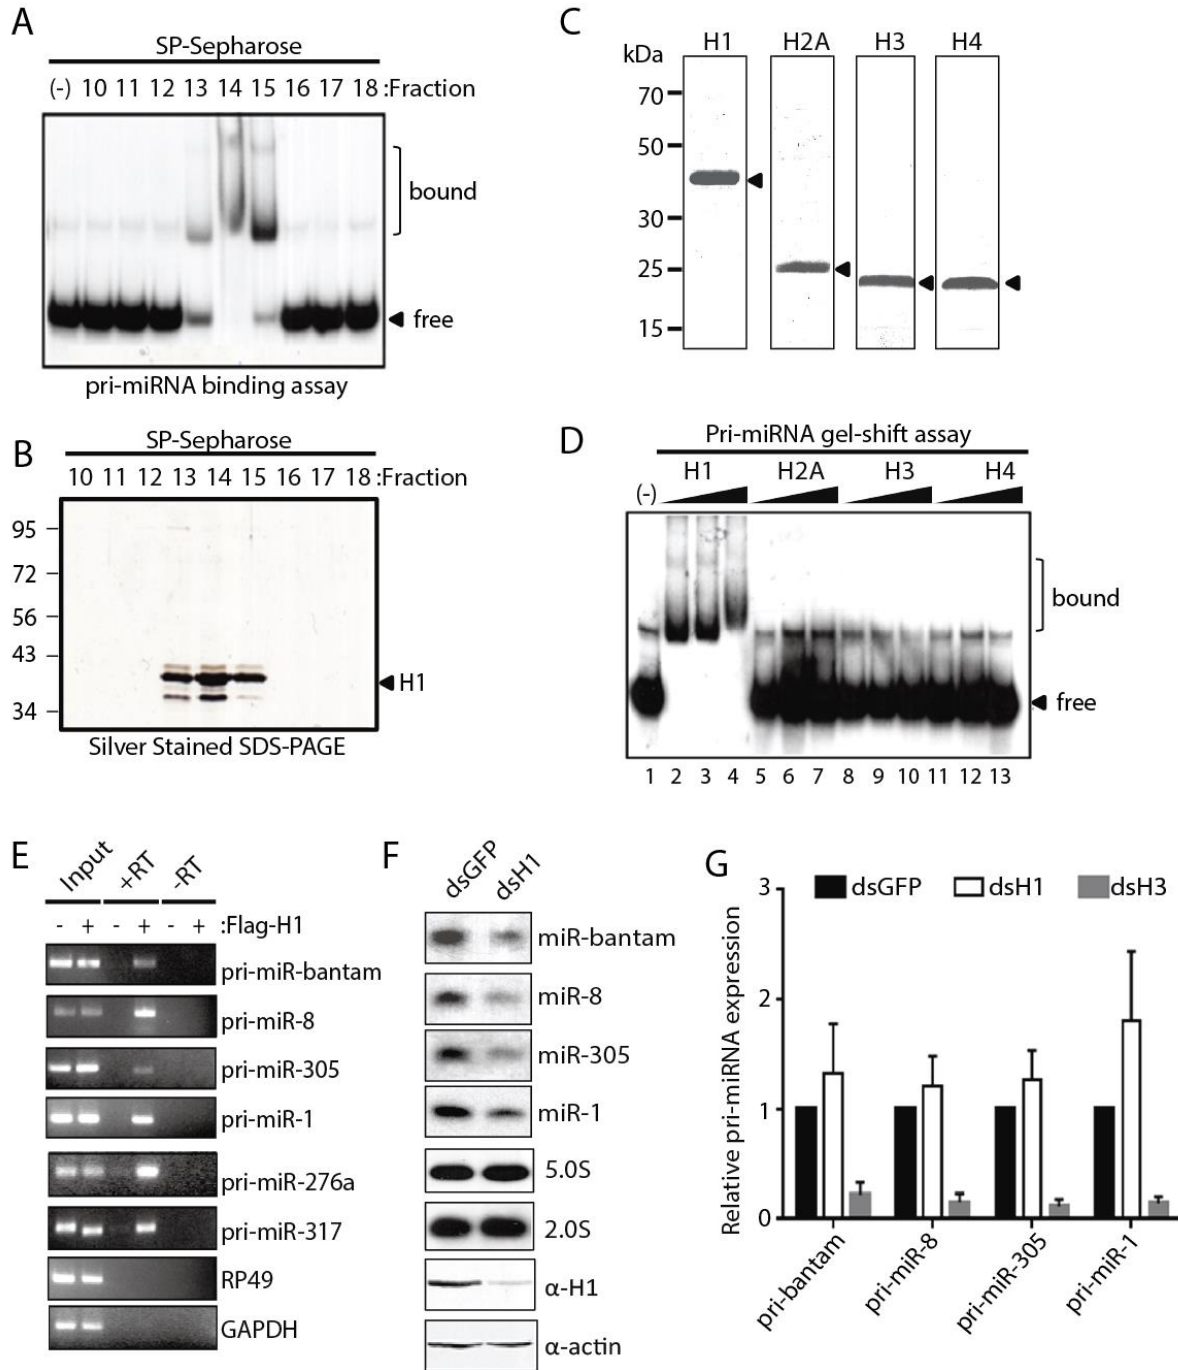 A
SP-Sepharose
(-) 10 11 12 13 14 15 16 17 18 :Fraction
bound
free
pri-miRNA binding assay
B
SP-Sepharose
10 11 12 13 14 15 16 17 18 :Fraction
95
72
56
43
34
H1
Silver Stained SDS-PAGE
C
kDa
H1 H2A H3 H4
70
50
30
25
15
D
Pri-miRNA gel-shift assay
H1 H2A H3 H4
(-)
bound
free
1 2 3 4 5 6 7 8 9 10 11 12 13
E
Input +RT -RT
- + - + - + :Flag-H1
pri-miR-bantam
pri-miR-8
pri-miR-305
pri-miR-1
pri-miR-276a
pri-miR-317
RP49
GAPDH
F
dsGFP dsH1
miR-bantam
miR-8
miR-305
miR-1
5.0S
2.0S
α-H1
α-actin
G
dsGFP dsH1 dsH3
Relative pri-miRNA expression
3
2
1
0
pri-bantam
pri-miR-8
pri-miR-305
pri-miR-1